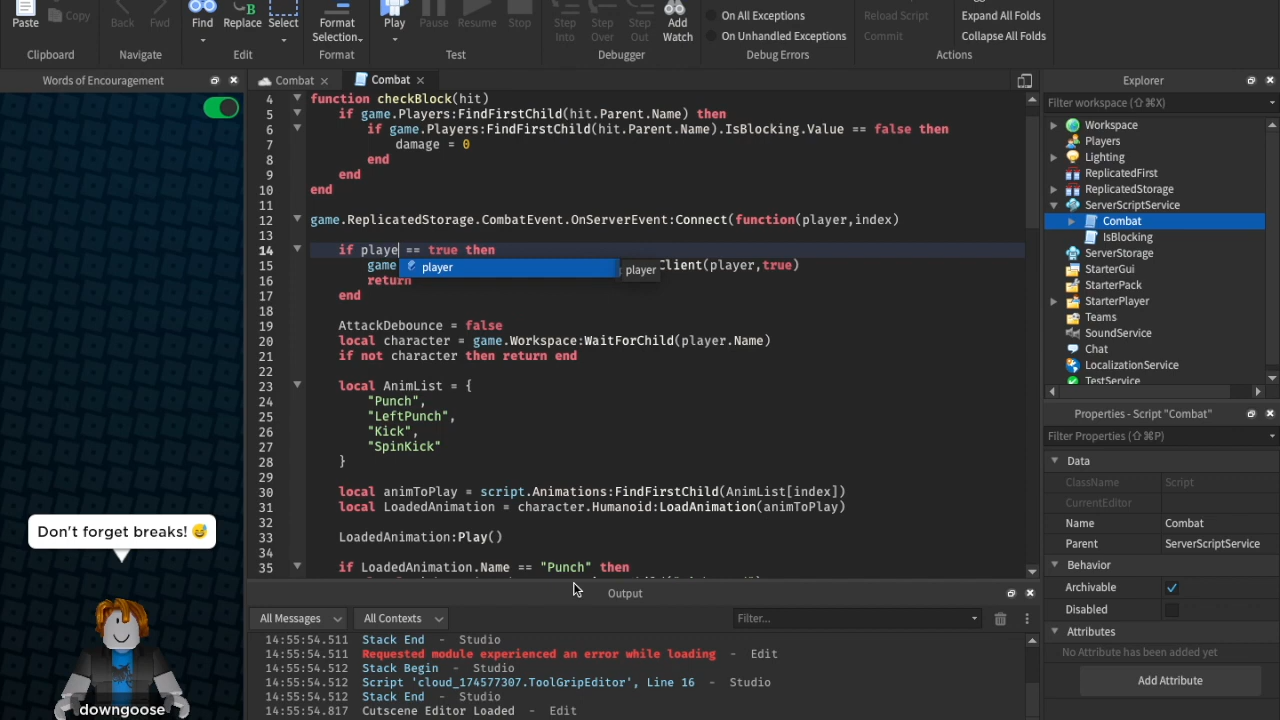 Paste
Copy
Clipboard
Back
Fwd
Navigate
Find
Replace
Select
Edit
Format
Selection
Format
Play
Pause
Resume
Stop
Test
Step
Into
Step
Over
Step
Out
Add
Watch
Debugger
On All Exceptions
On Unhandled Exceptions
Debug Errors
Reload Script
Commit
Expand All Folds
Collapse All Folds
Actions
Words of Encouragement
Combat
Combat
4 function checkBlock(hit)
5 if game.Players:FindFirstChild(hit.Parent.Name) then
6 if game.Players:FindFirstChild(hit.Parent.Name).IsBlocking.Value == false then
7 damage = 0
8 end
9 end
10 end
11
12 game.ReplicatedStorage.CombatEvent.OnServerEvent:Connect(function(player,index)
13
14 if playe == true then
player
player
15 game Client(player,true)
16 return
17 end
18
19 AttackDebounce = false
20 local character = game.Workspace:WaitForChild(player.Name)
21 if not character then return end
22
23 local AnimList = {
24 "Punch",
25 "LeftPunch",
26 "Kick",
27 "SpinKick"
28 }
29
30 local animToPlay = script.Animations:FindFirstChild(AnimList[index])
31 local LoadedAnimation = character.Humanoid:LoadAnimation(animToPlay)
32
33 LoadedAnimation:Play()
34
35 if LoadedAnimation.Name == "Punch" then
Don't forget breaks! 😅
downgoose
Output
All Messages
All Contexts
Filter...
14:55:54.511 Stack End - Studio
14:55:54.511 Requested module experienced an error while loading - Edit
14:55:54.512 Stack Begin - Studio
14:55:54.512 Script 'cloud_174577307.ToolGripEditor', Line 16 - Studio
14:55:54.512 Stack End - Studio
14:55:54.817 Cutscene Editor Loaded - Edit
Explorer
Filter workspace (⇧⌘X)
Workspace
Players
Lighting
ReplicatedFirst
ReplicatedStorage
ServerScriptService
Combat
IsBlocking
ServerStorage
StarterGui
StarterPack
StarterPlayer
Teams
SoundService
Chat
LocalizationService
TestService
Properties - Script "Combat"
Filter Properties (⇧⌘P)
Data
ClassName Script
CurrentEditor
Name Combat
Parent ServerScriptService
Behavior
Archivable
Disabled
Attributes
No Attribute has been added yet
Add Attribute